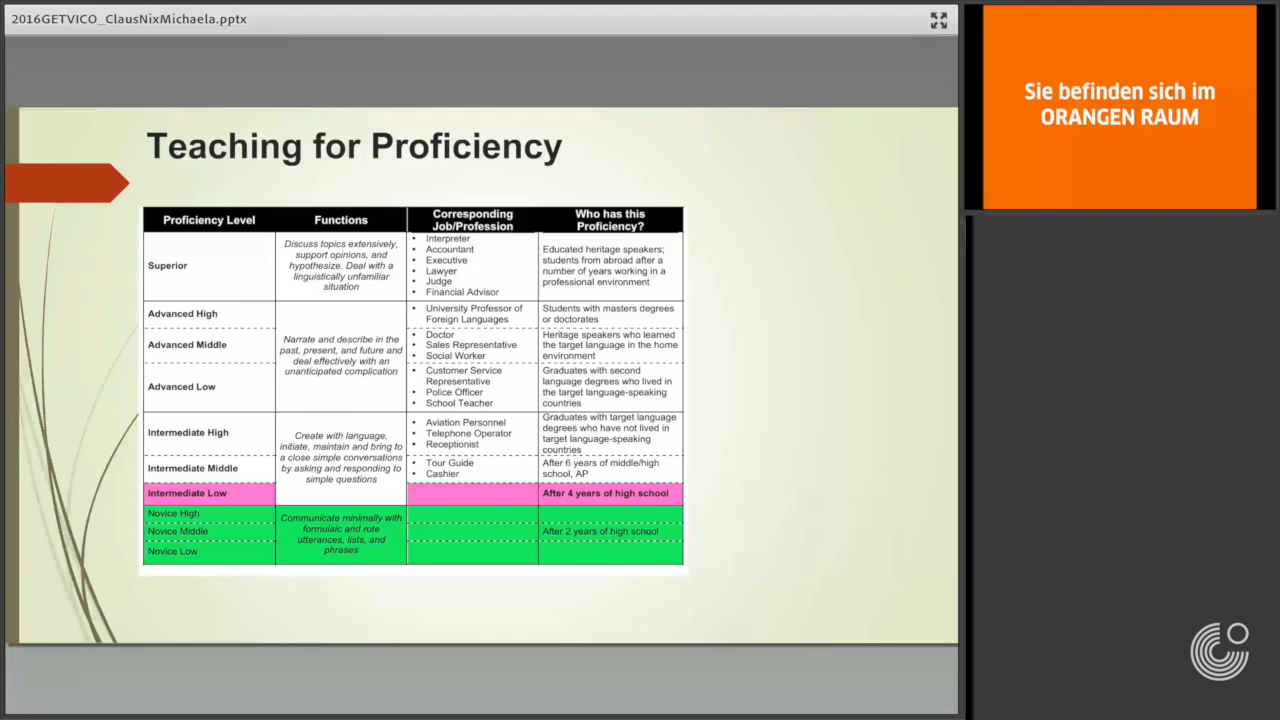 2016GETVICO_ClausNixMichaela.pptx
Sie befinden sich im
ORANGEN RAUM
Teaching for Proficiency
Proficiency Level
Functions
Corresponding
Job/Profession
Who has this
Proficiency?
Superior
Discuss topics extensively,
support opinions, and
hypothesize. Deal with a
linguistically unfamiliar
situation
• Interpreter
• Accountant
• Executive
• Lawyer
• Judge
• Financial Advisor
Educated heritage speakers;
students from abroad after a
number of years working in a
professional environment
Advanced High
Narrate and describe in the
past, present, and future and
deal effectively with an
unanticipated complication
• University Professor of
Foreign Languages
Students with masters degrees
or doctorates
Advanced Middle
• Doctor
• Sales Representative
• Social Worker
Heritage speakers who learned
the target language in the home
environment
Advanced Low
• Customer Service
Representative
• Police Officer
• School Teacher
Graduates with second
language degrees who lived in
the target language-speaking
countries
Intermediate High
Create with language,
initiate, maintain and bring to
a close simple conversations
by asking and responding to
simple questions
• Aviation Personnel
• Telephone Operator
• Receptionist
Graduates with target language
degrees who have not lived in
target language-speaking
countries
Intermediate Middle
• Tour Guide
• Cashier
After 6 years of middle/high
school, AP
Intermediate Low
After 4 years of high school
Novice High
Communicate minimally with
formulaic and rote
utterances, lists, and
phrases
Novice Middle
After 2 years of high school
Novice Low